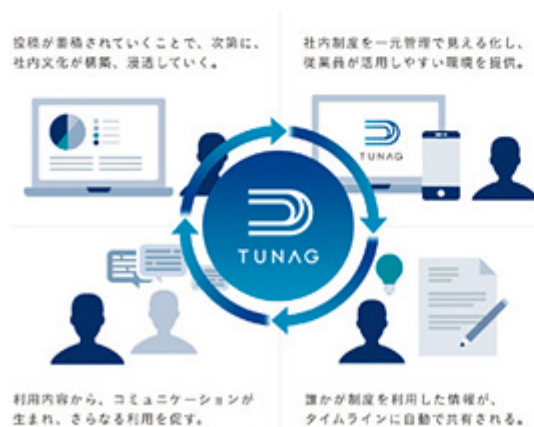 投稿が蓄積されていくことで、次第に、
社内文化が構築、浸透していく。
社内制度を一元管理で見える化し、
従業員が活用しやすい環境を提供。
TUNAG
TUNAG
利用内容から、コミュニケーションが
生まれ、さらなる利用を促す。
誰かが制度を利用した情報が、
タイムラインに自動で共有される。